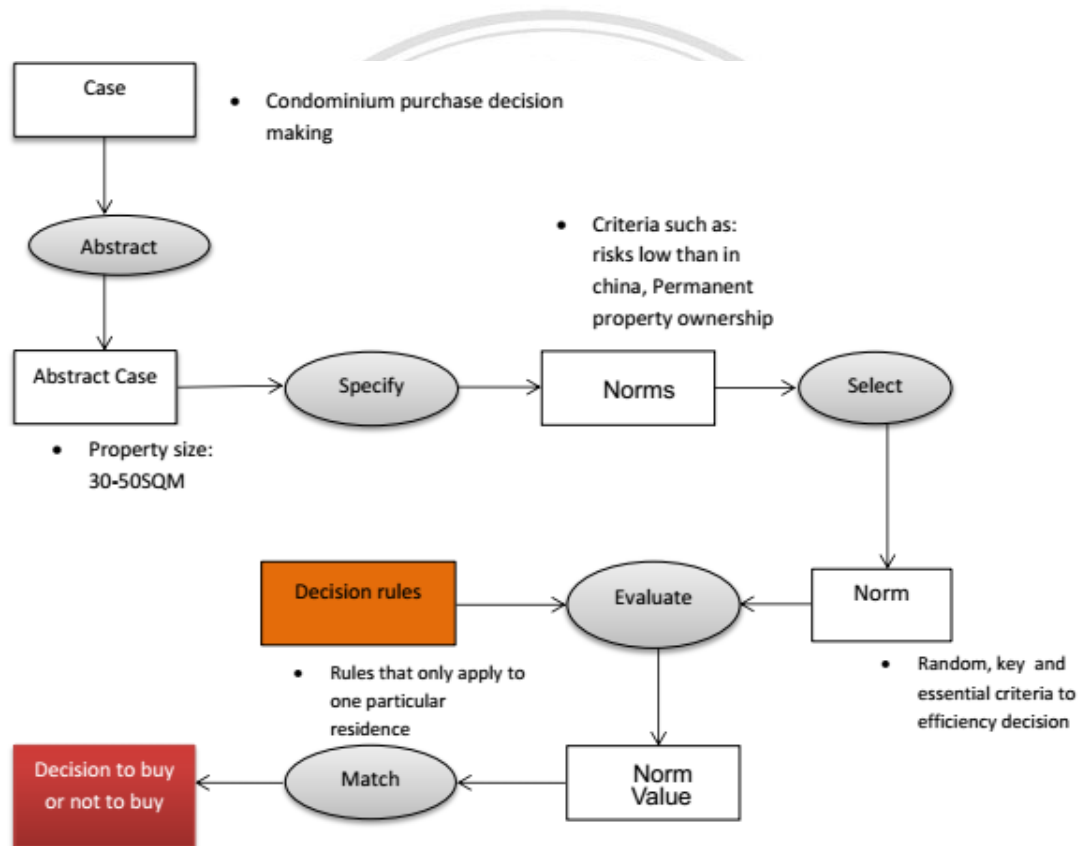 Case
• Condominium purchase decision
making
Abstract
• Criteria such as:
risks low than in
china, Permanent
property ownership
Abstract Case
Specify
Norms
Select
• Property size:
30-50SQM
Decision rules
Evaluate
Norm
• Rules that only apply to
one particular
residence
• Random, key and
essential criteria to
efficiency decision
Decision to buy
or not to buy
Match
Norm
Value